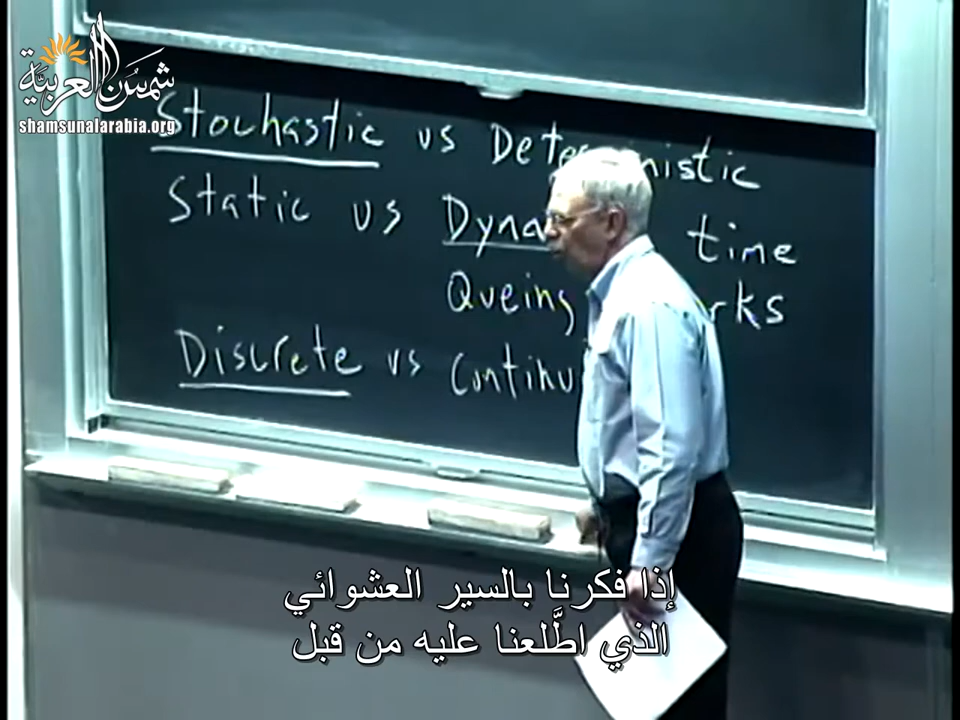 شمس العربية
shamsunalarabia.org
Stochastic vs Dete nistic
Static vs Dyna time
Queing rks
Discrete vs Continu
إذا فكرنا بالسير العشوائي
الذي اطَّلعنا عليه من قبل